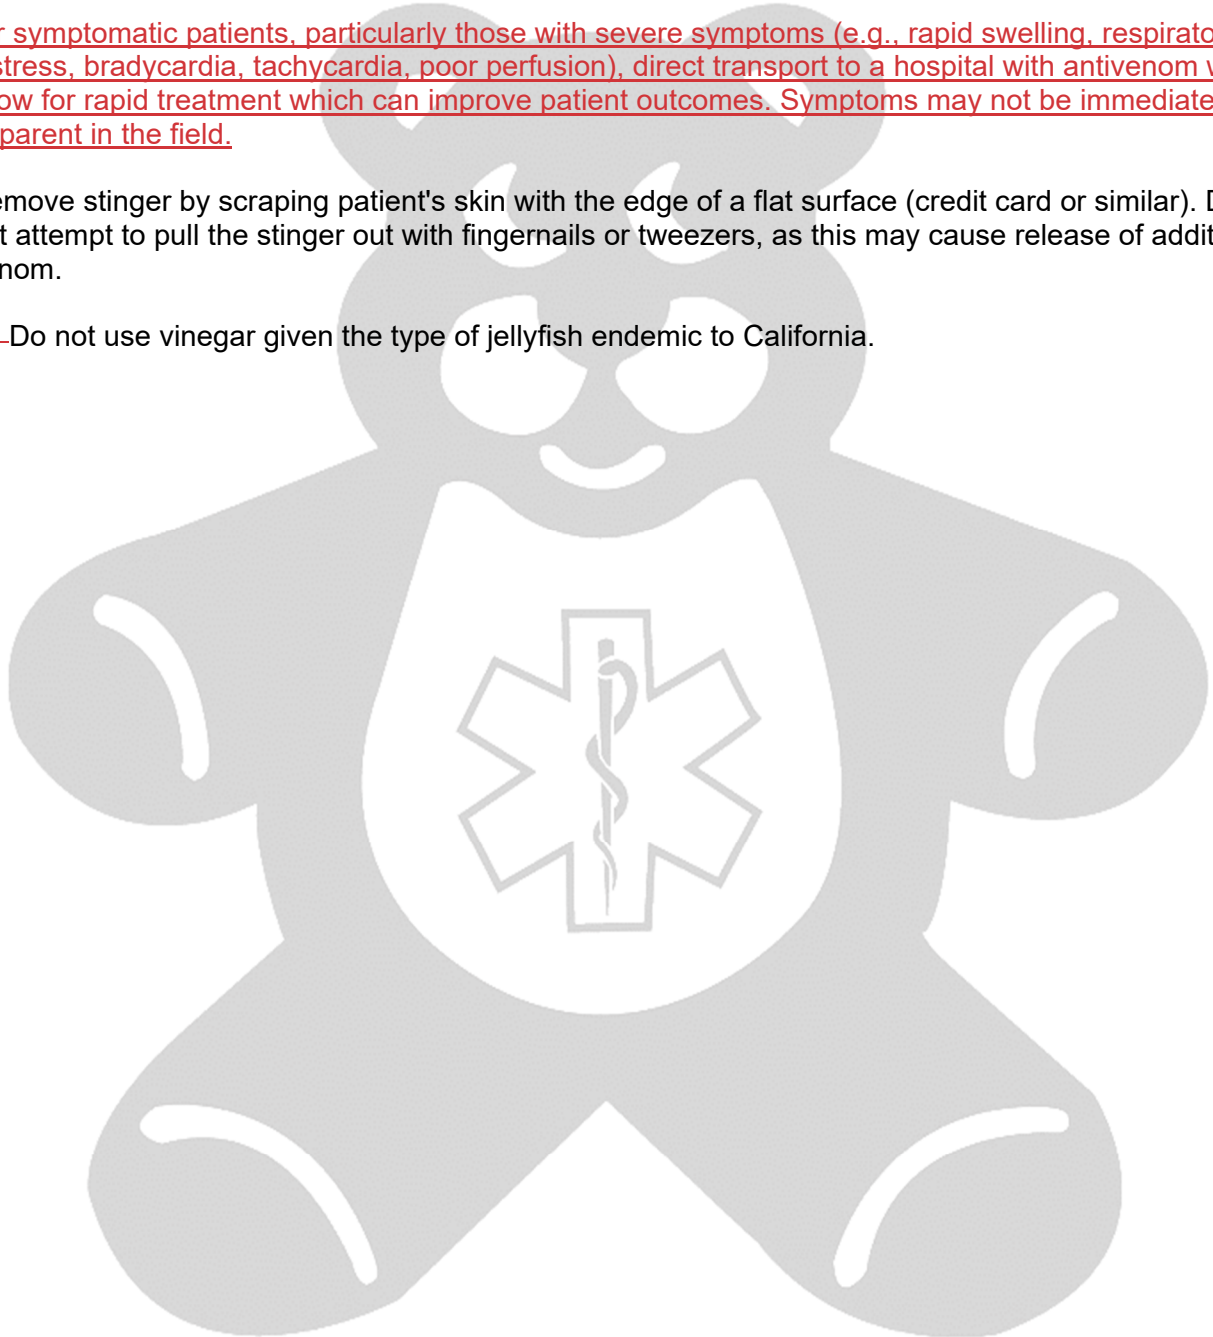 r symptomatic patients, particularly those with severe symptoms (e.g., rapid swelling, respirato
stress, bradycardia, tachycardia, poor perfusion), direct transport to a hospital with antivenom w
ow for rapid treatment which can improve patient outcomes. Symptoms may not be immediate
parent in the field.
emove stinger by scraping patient's skin with the edge of a flat surface (credit card or similar). D
t attempt to pull the stinger out with fingernails or tweezers, as this may cause release of addit
nom.
Do not use vinegar given the type of jellyfish endemic to California.